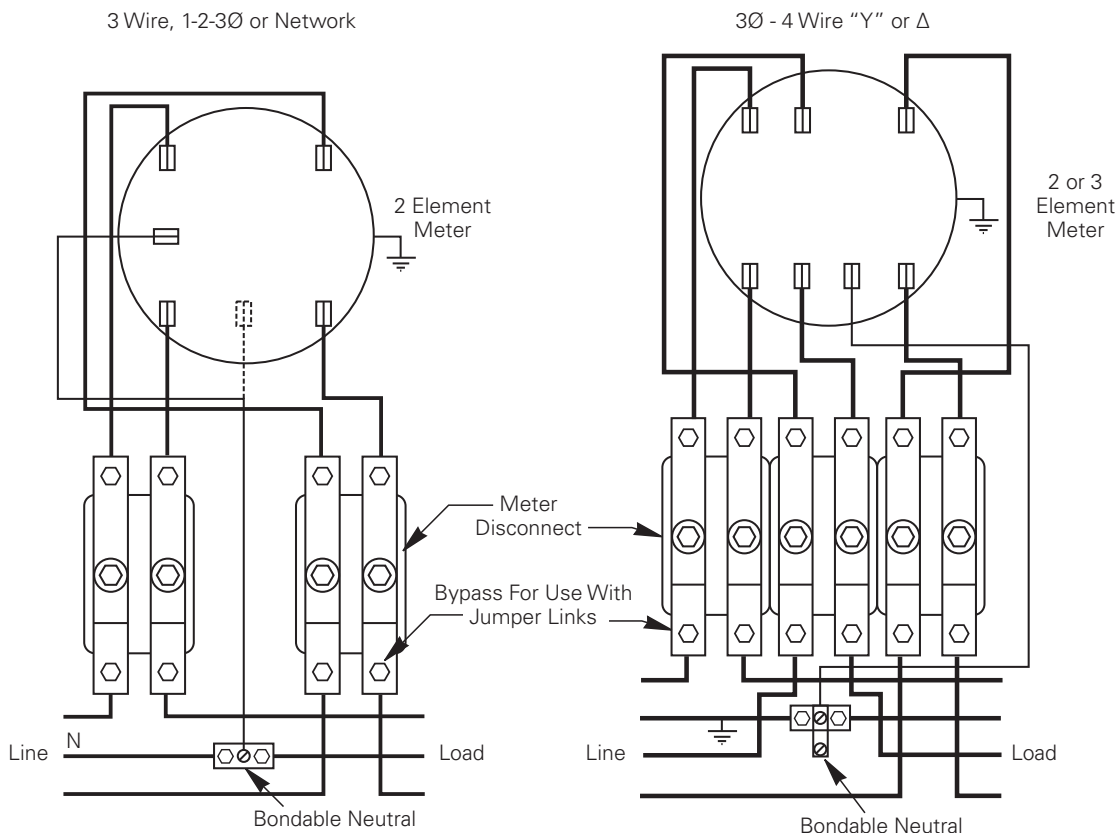 3 Wire, 1-2-3Ø or Network
3Ø - 4 Wire “Y” or Δ
2 Element
Meter
2 or 3
Element
Meter
Meter
Disconnect
Bypass For Use With
Jumper Links
Line
N
Load
Bondable Neutral
Line
Load
Bondable Neutral